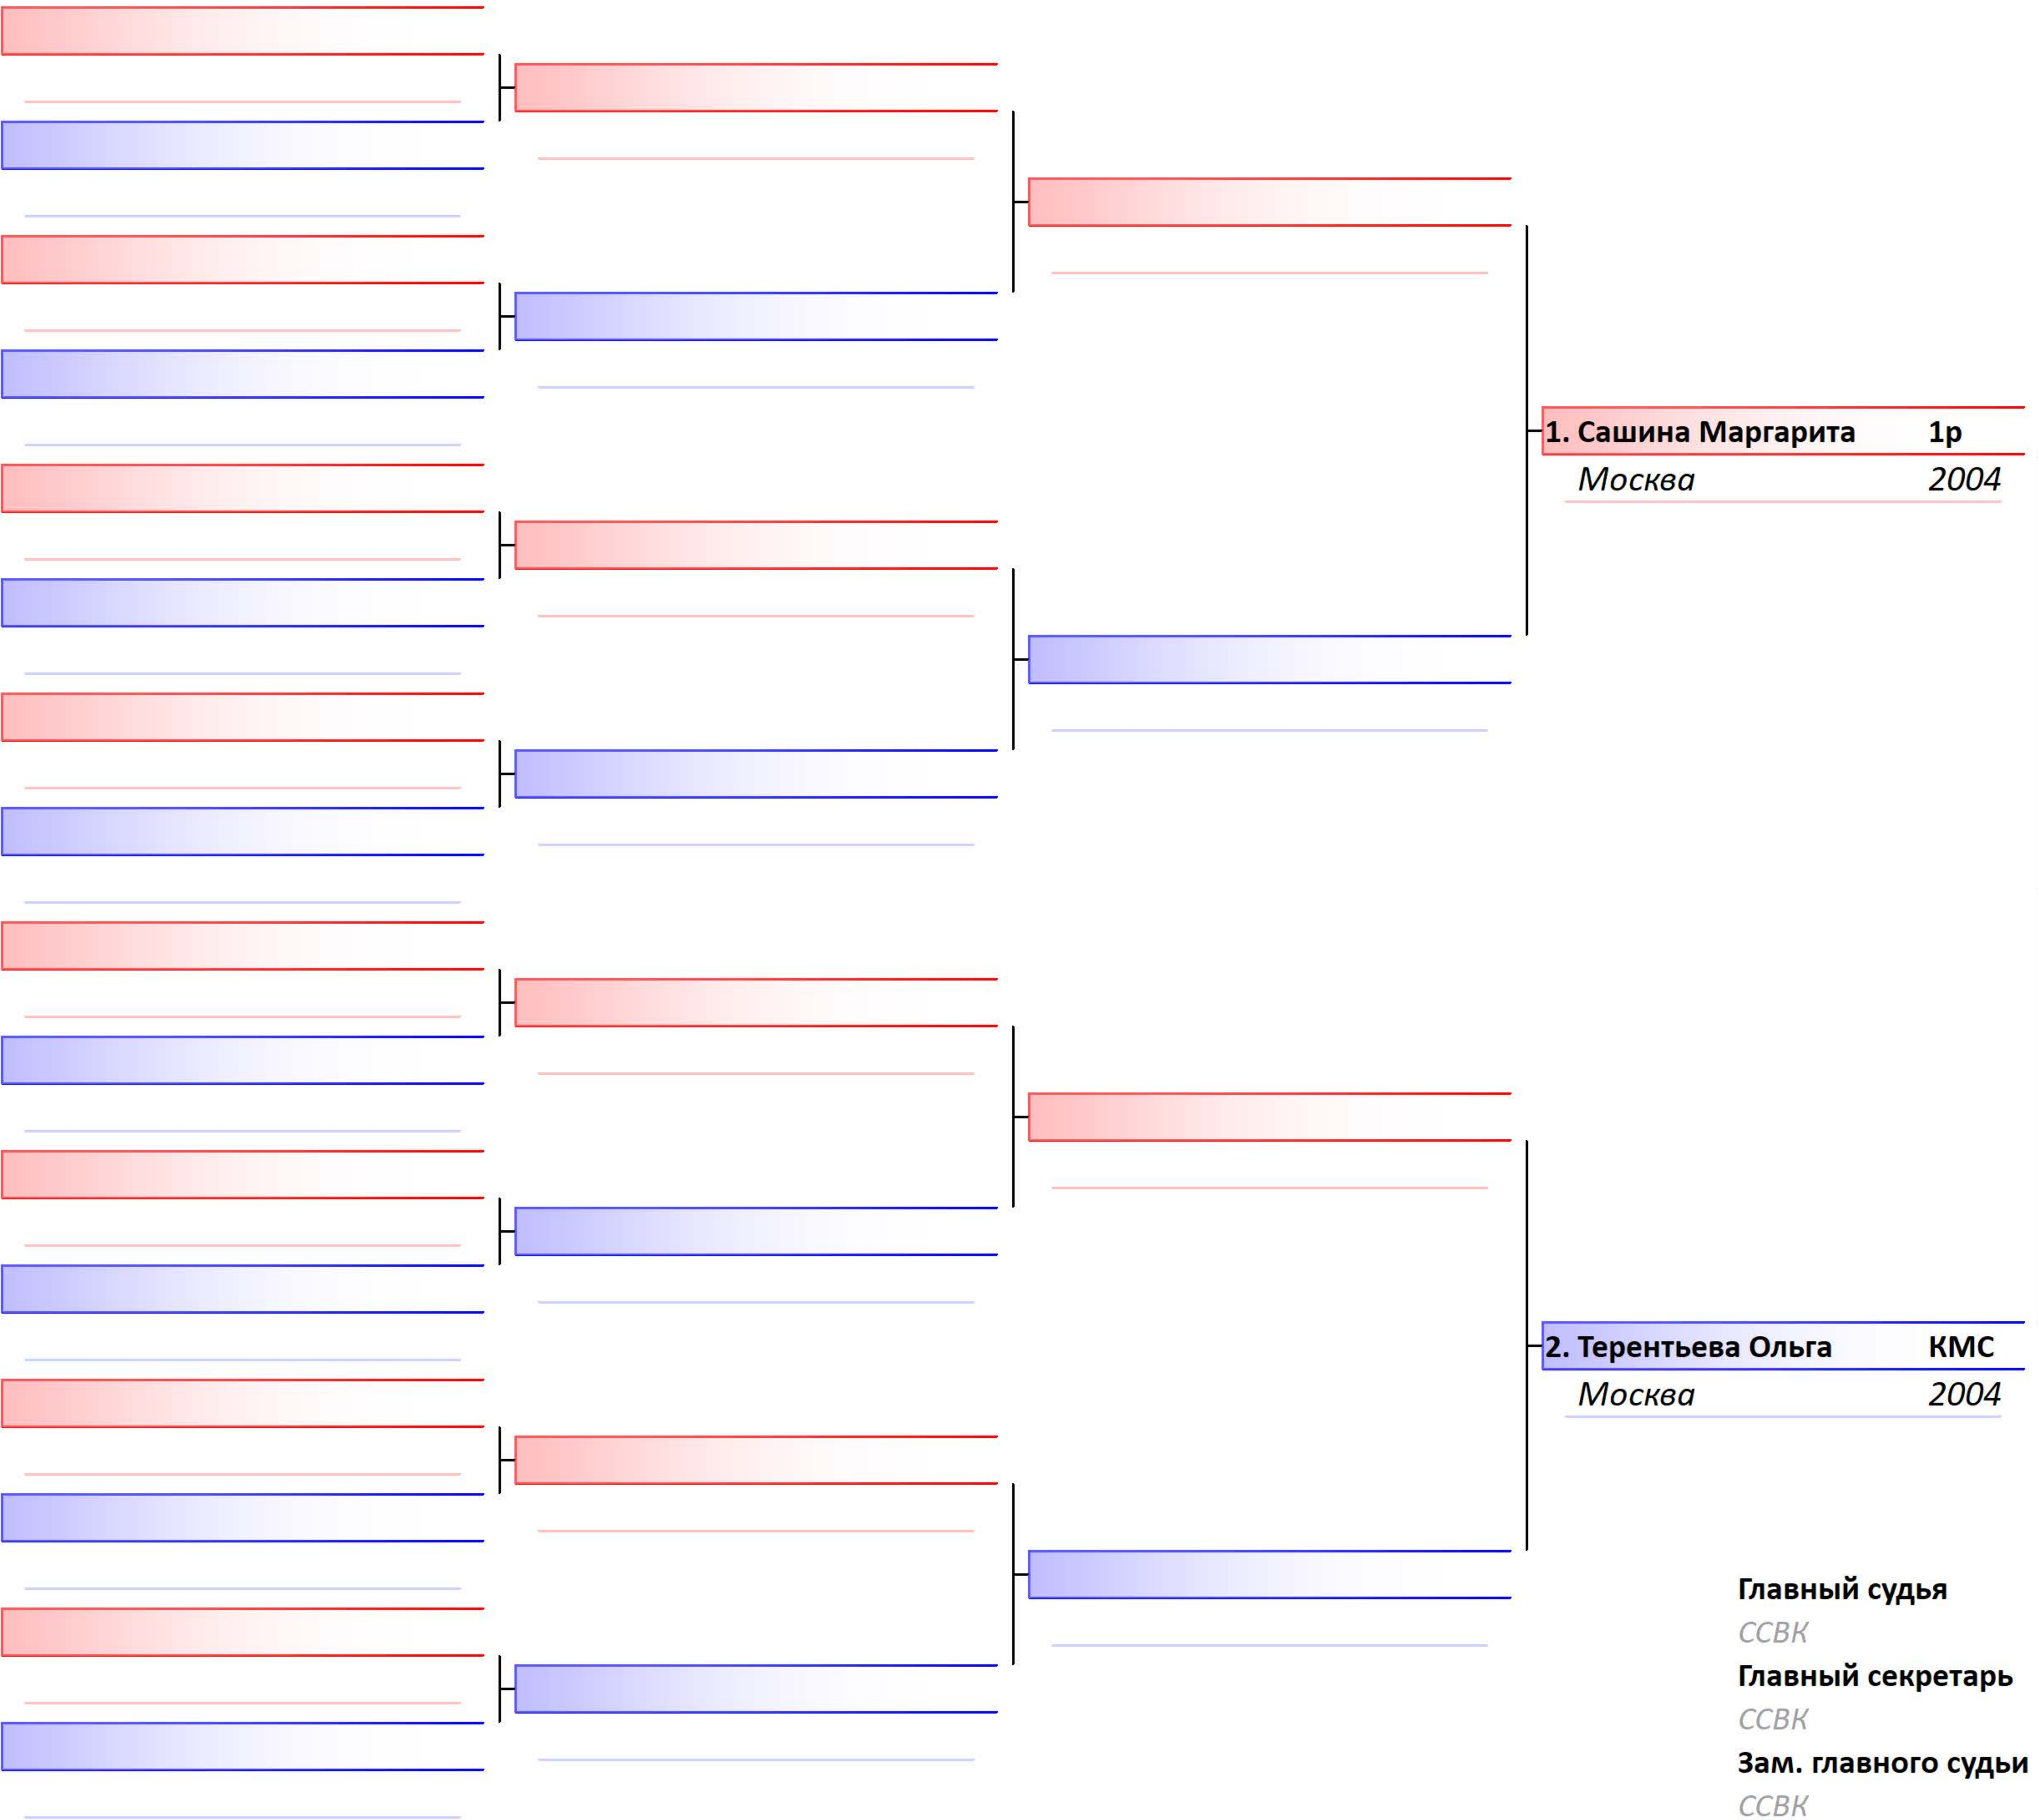 1. Сашина Маргарита 1р
Москва 2004
2. Терентьева Ольга КМС
Москва 2004
Главный судья
ССВК
Главный секретарь
ССВК
Зам. главного судьи
ССВК